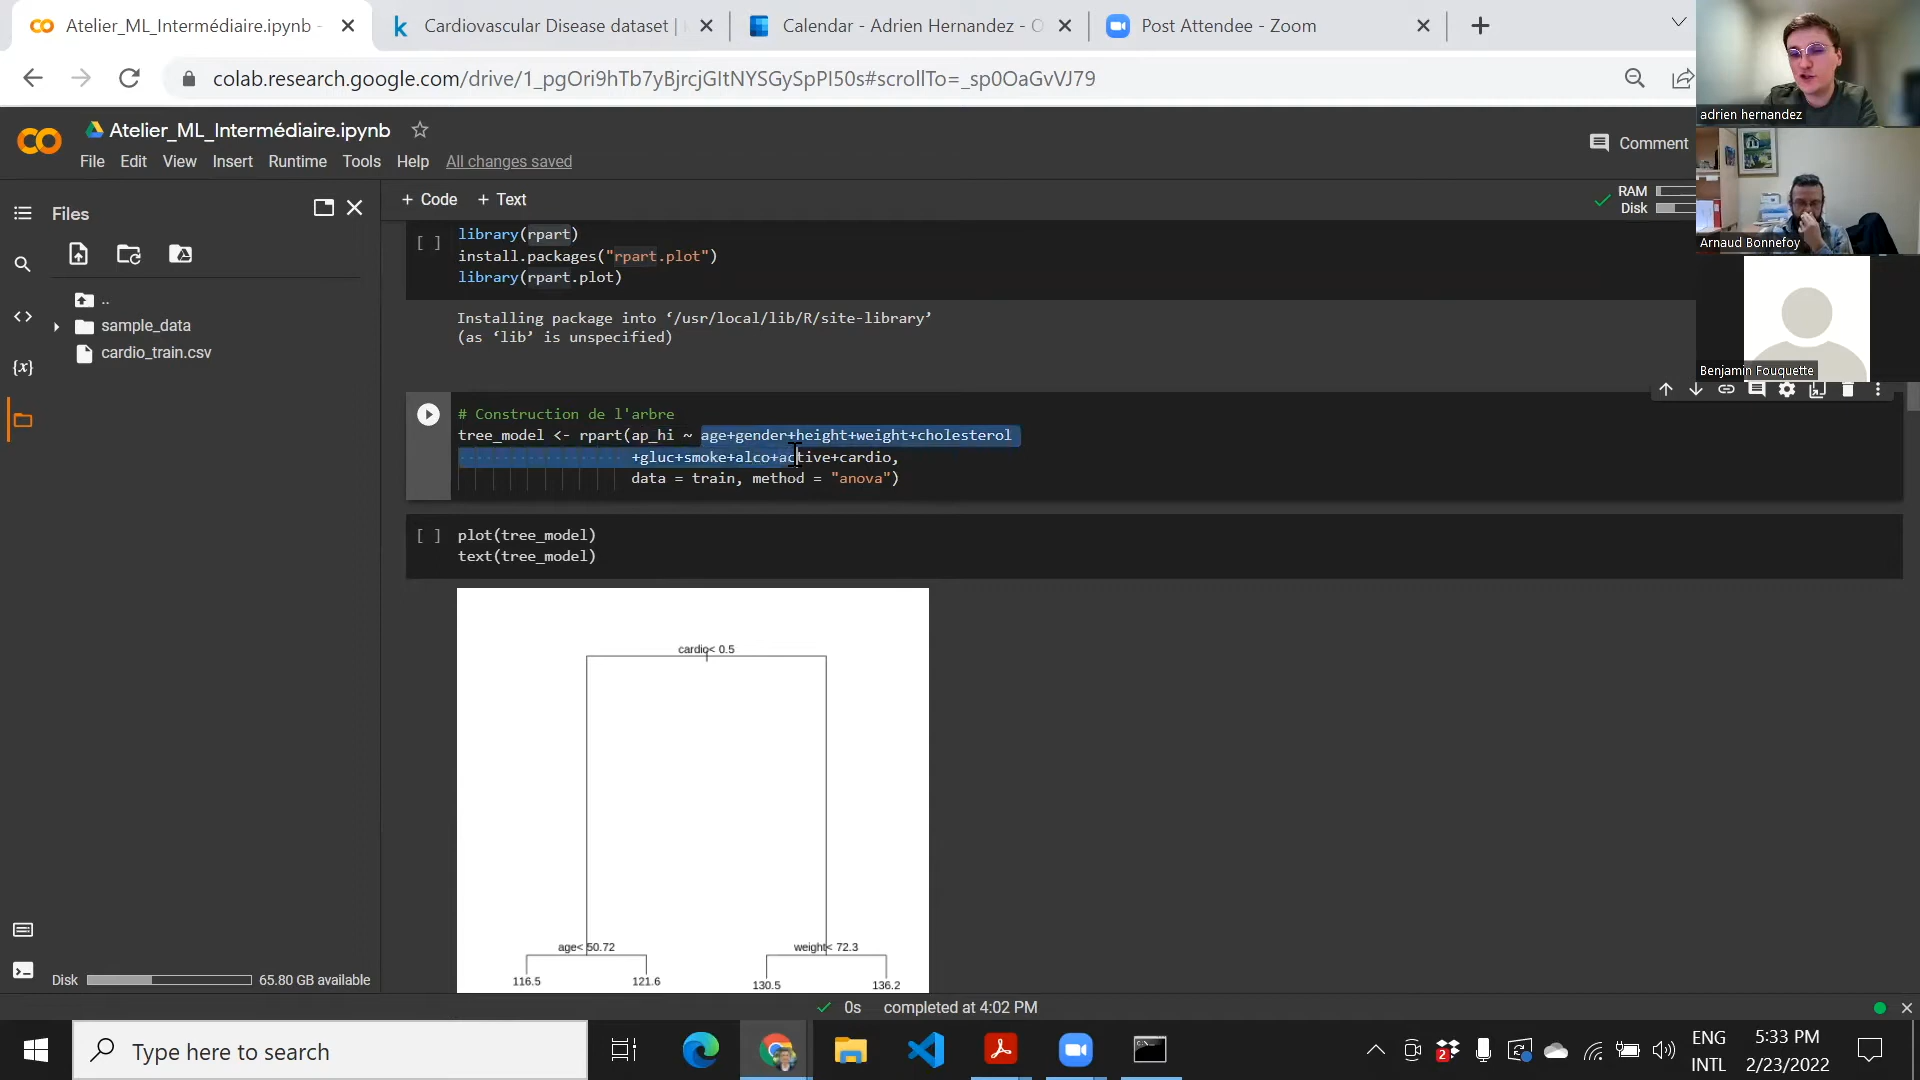 Atelier_ML_Intermédiaire.ipynb -
Cardiovascular Disease dataset |
Calendar - Adrien Hernandez - O
Post Attendee - Zoom
colab.research.google.com/drive/1_pgOri9hTb7yBjrcjGItNYSGySpPl50s#scrollTo=_sp0OaGvVJ79
adrien hernandez
Atelier_ML_Intermédiaire.ipynb
File Edit View Insert Runtime Tools Help All changes saved
Comment
Files
+ Code + Text
RAM
Disk
Arnaud Bonnefoy
..
sample_data
cardio_train.csv
[ ] library(rpart)
install.packages("rpart.plot")
library(rpart.plot)
Installing package into ‘/usr/local/lib/R/site-library’
(as ‘lib’ is unspecified)
Benjamin Fouquette
# Construction de l'arbre
tree_model <- rpart(ap_hi ~ age+gender+height+weight+cholesterol
+gluc+smoke+alco+active+cardio,
data = train, method = "anova")
[ ] plot(tree_model)
text(tree_model)
cardio< 0.5
age< 50.72
weight< 72.3
116.5
121.6
130.5
136.2
Disk
65.80 GB available
0s completed at 4:02 PM
Type here to search
2
ENG
INTL
5:33 PM
2/23/2022